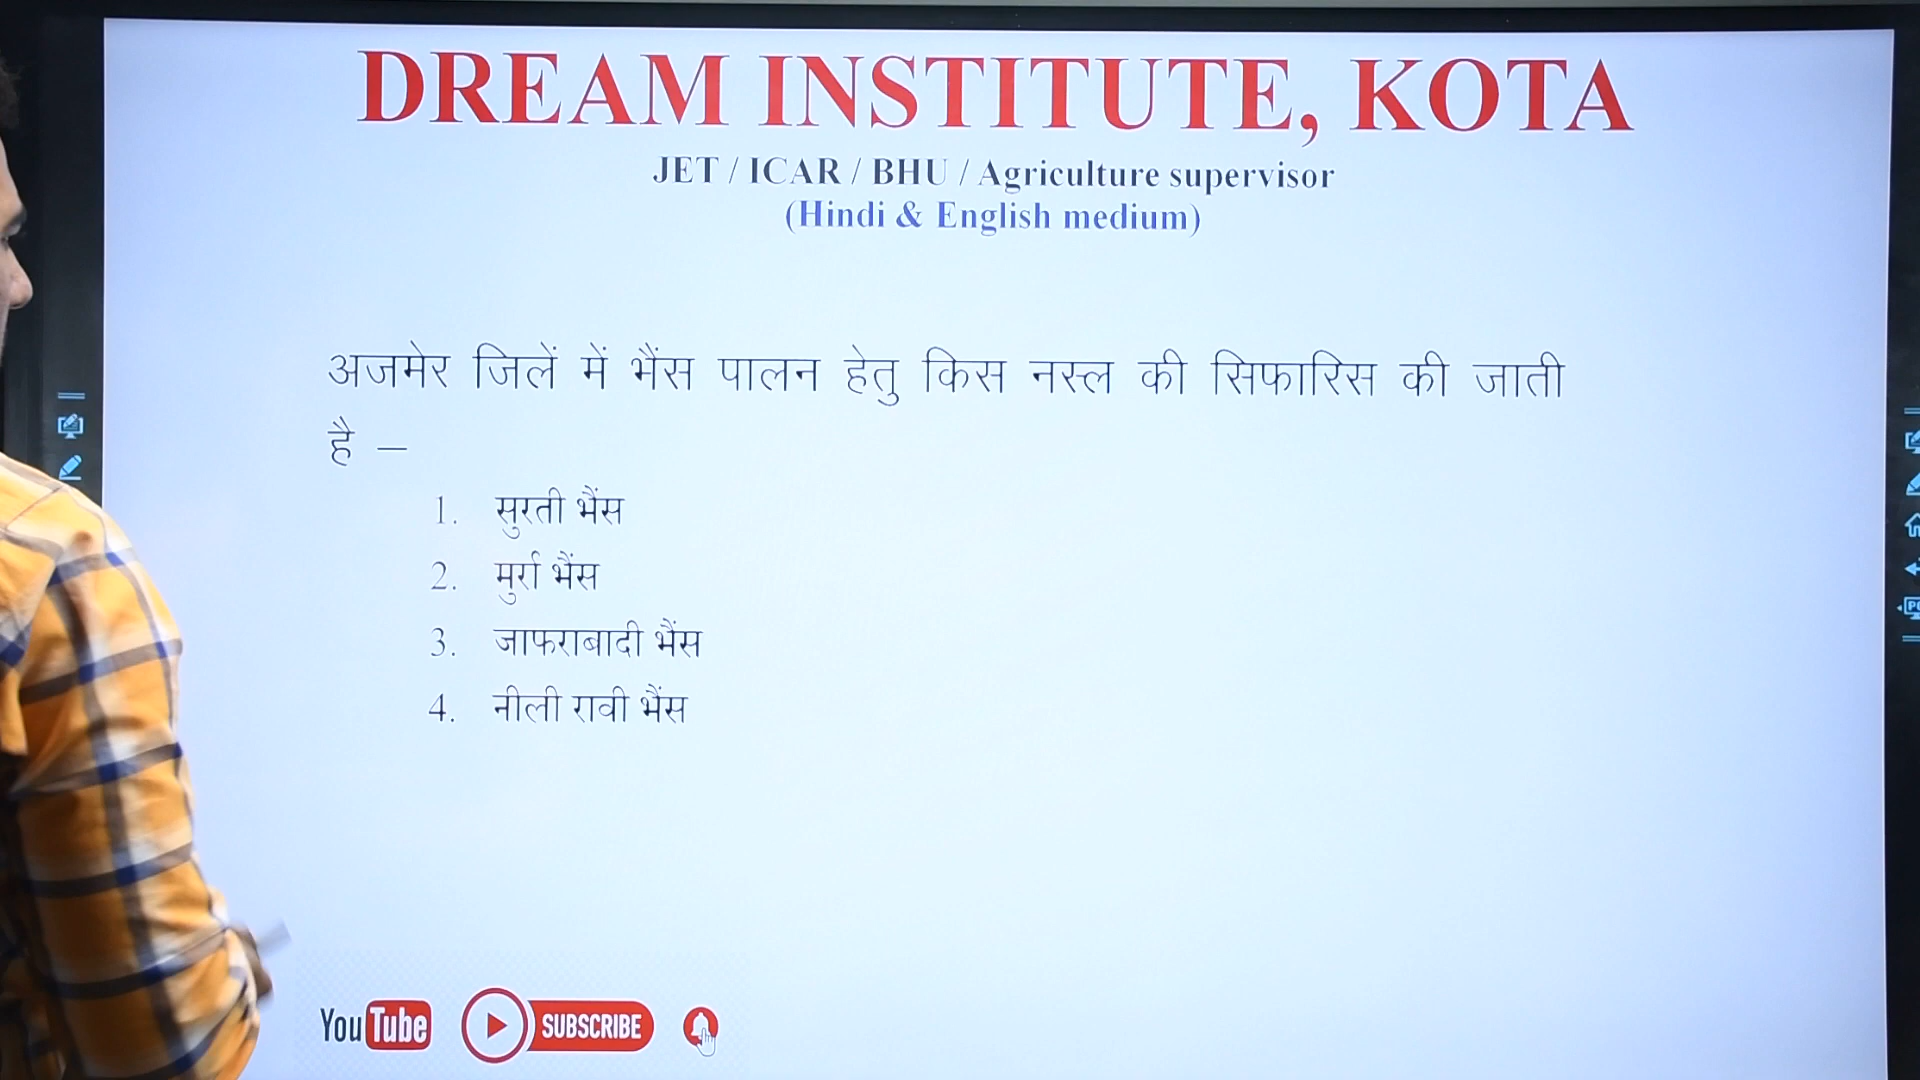 DREAM INSTITUTE, KOTA
JET / ICAR / BHU / Agriculture supervisor
(Hindi & English medium)
अजमेर जिलें में भैंस पालन हेतु किस नस्ल की सिफारिस की जाती
है –
1. सुरती भैंस
2. मुर्रा भैंस
3. जाफराबादी भैंस
4. नीली रावी भैंस
YouTube SUBSCRIBE